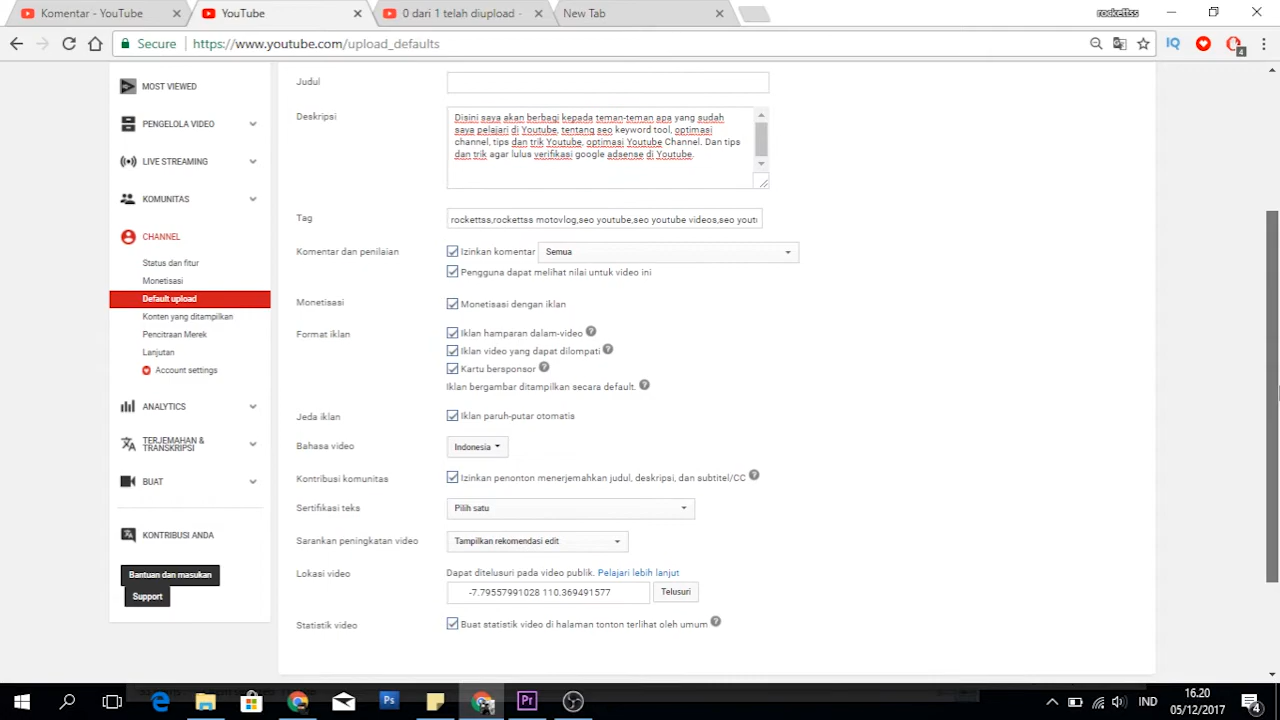 Komentar - YouTube
YouTube
0 dari 1 telah diupload -
New Tab
rockettss
Secure
https://www.youtube.com/upload_defaults
IQ
4
MOST VIEWED
PENGELOLA VIDEO
LIVE STREAMING
KOMUNITAS
CHANNEL
Status dan fitur
Monetisasi
Default upload
Konten yang ditampilkan
Pencitraan Merek
Lanjutan
Account settings
ANALYTICS
TERJEMAHAN &
TRANSKRIPSI
BUAT
KONTRIBUSI ANDA
Bantuan dan masukan
Support
Judul
Deskripsi
Disini saya akan berbagi kepada teman-teman apa yang sudah
saya pelajari di Youtube, tentang seo keyword tool, optimasi
channel, tips dan trik Youtube, optimasi Youtube Channel. Dan tips
dan trik agar lulus verifikasi google adsense di Youtube.
Tag
rockettss,rockettss motovlog,seo youtube,seo youtube videos,seo yout
Komentar dan penilaian
Izinkan komentar
Semua
Pengguna dapat melihat nilai untuk video ini
Monetisasi
Monetisasi dengan iklan
Format iklan
Iklan hamparan dalam-video
Iklan video yang dapat dilompati
Kartu bersponsor
Iklan bergambar ditampilkan secara default.
Jeda iklan
Iklan paruh-putar otomatis
Bahasa video
Indonesia
Kontribusi komunitas
Izinkan penonton menerjemahkan judul, deskripsi, dan subtitel/CC
Sertifikasi teks
Pilih satu
Sarankan peningkatan video
Tampilkan rekomendasi edit
Lokasi video
Dapat ditelusuri pada video publik. Pelajari lebih lanjut
-7.79557991028 110.369491577
Telusuri
Statistik video
Buat statistik video di halaman tonton terlihat oleh umum
Ps
Pr
IND
16.20
05/12/2017
4